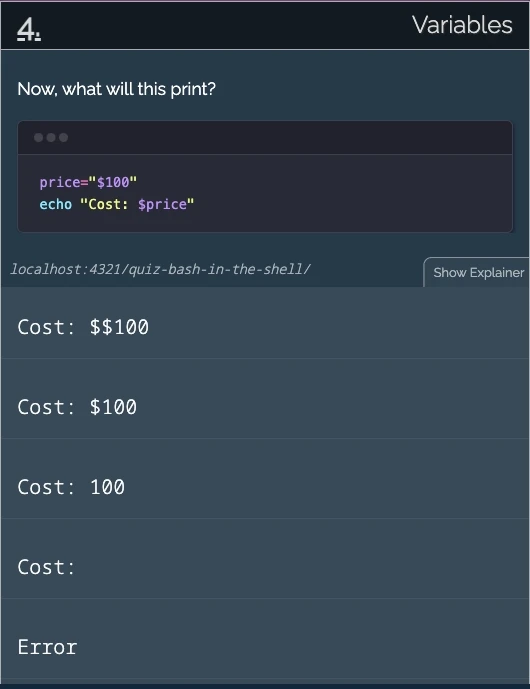 4.
Variables
Now, what will this print?
price="$100"
echo "Cost: $price"
localhost:4321/quiz-bash-in-the-shell/
Show Explainer
Cost: $$100
Cost: $100
Cost: 100
Cost:
Error